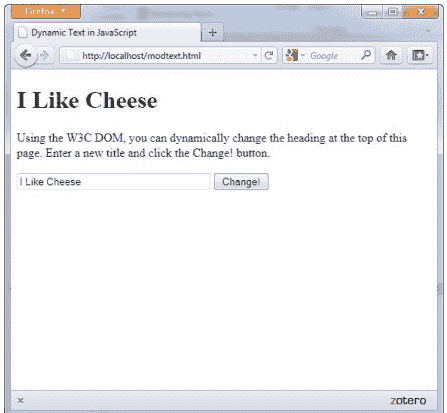 Firefox
Dynamic Text in JavaScript
http://localhost/modtext.html
Google
I Like Cheese
Using the W3C DOM, you can dynamically change the heading at the top of this
page. Enter a new title and click the Change! button.
I Like Cheese
Change!
zotero